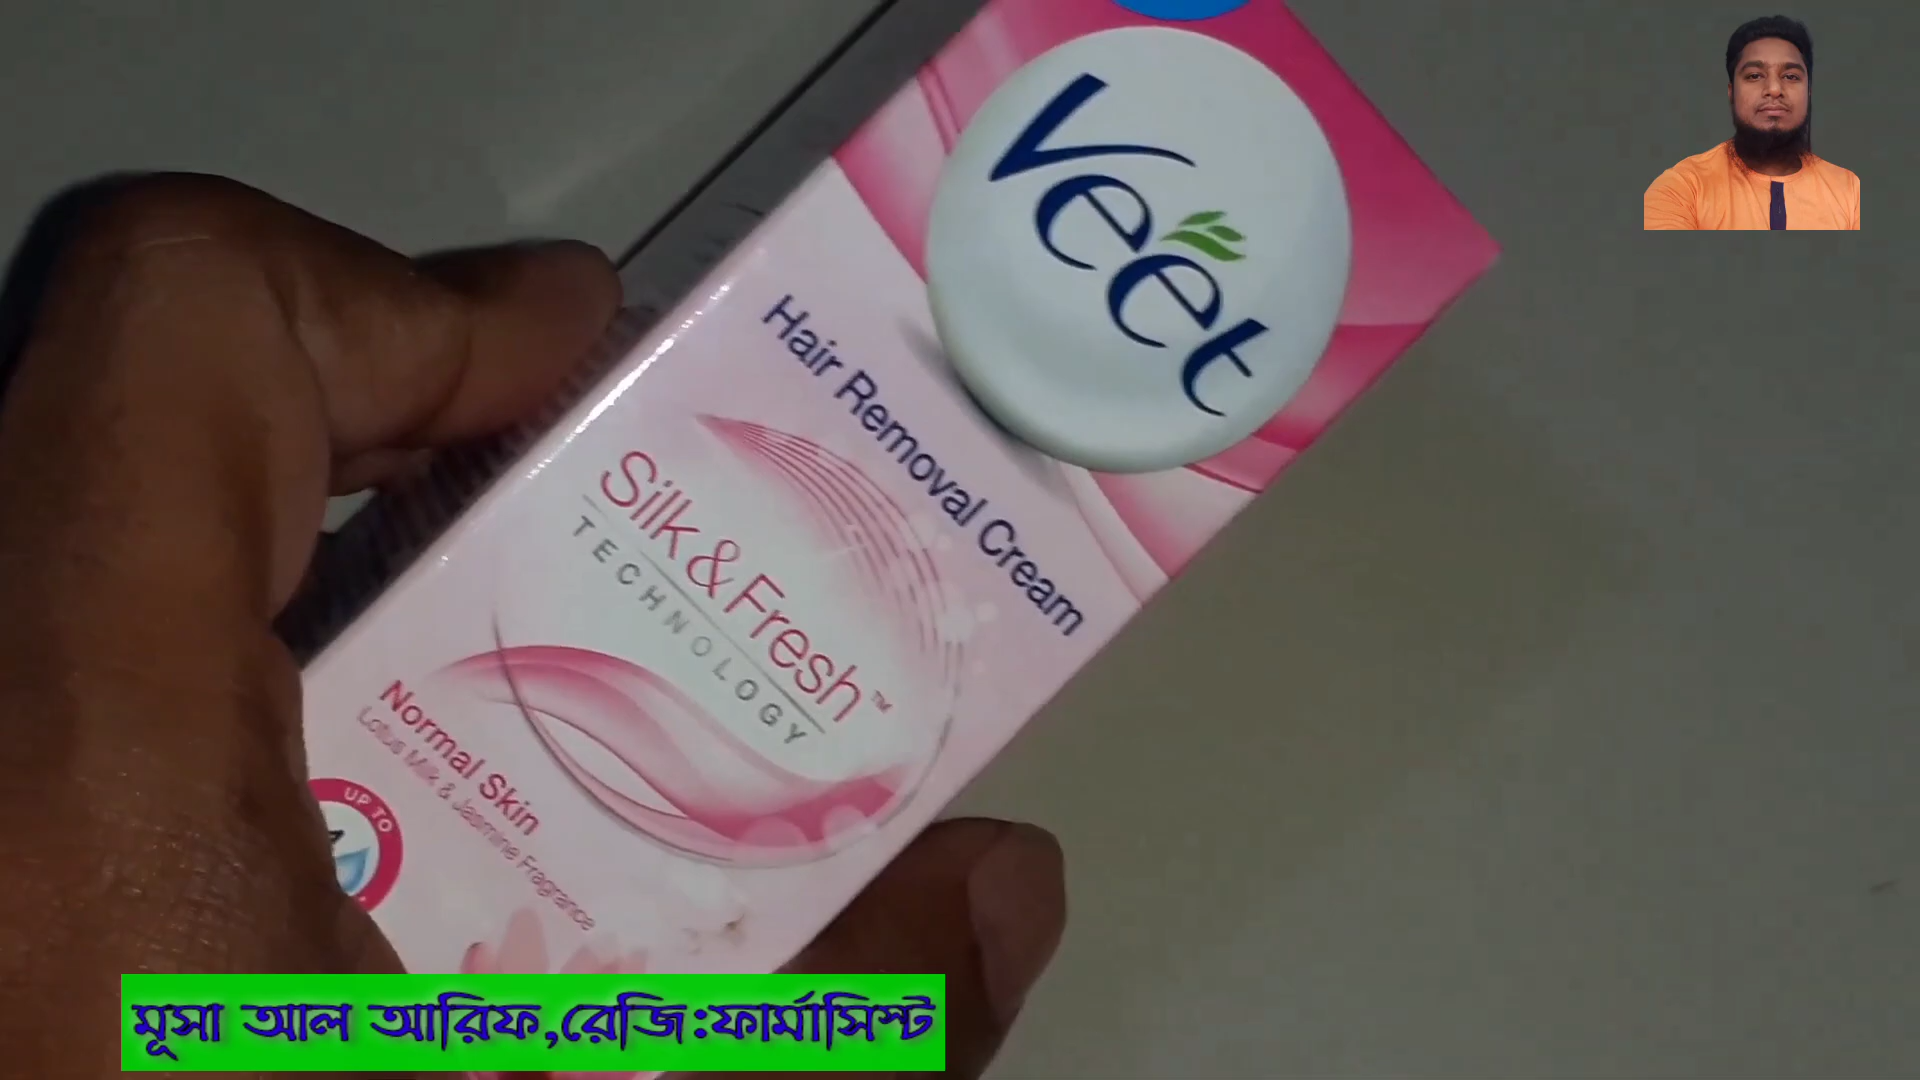 Veet
Hair Removal Cream
Silk & Fresh™
TECHNOLOGY
Normal Skin
Lotus Milk & Jasmine Fragrance
UP TO
মূসা আল আরিফ,রেজি:ফার্মাসিস্ট